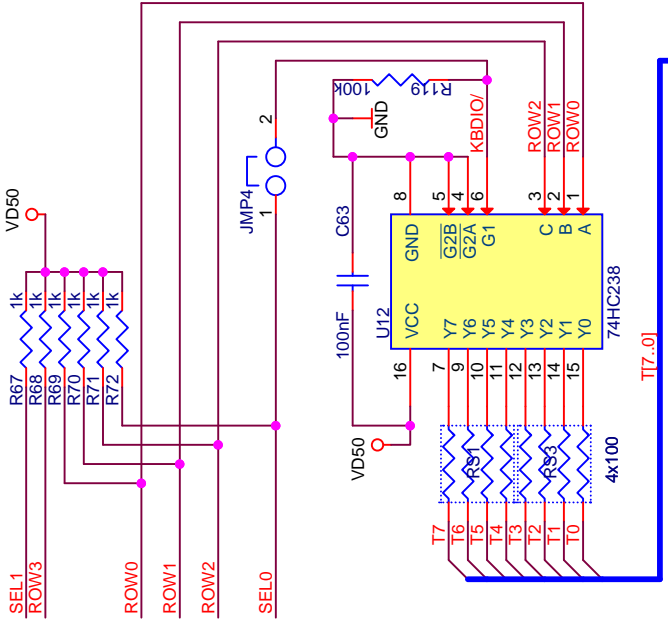 VD50
1k
1k
1k
1k
1k
1k
R67
R68
R69
R70
R71
R72
SEL1
ROW3
ROW0
ROW1
ROW2
SEL0
JMP4
2
1
100k
R119
GND
C63
100nF
KBDIO/
ROW2
ROW1
ROW0
8
5
4
6
3
2
1
GND
G2B
G2A
G1
C
B
A
U12
74HC238
VCC
Y7
Y6
Y5
Y4
Y3
Y2
Y1
Y0
16
7
9
10
11
12
13
14
15
VD50
RS1
RS3
4x100
T7
T6
T5
T4
T3
T2
T1
T0
T[7..0]